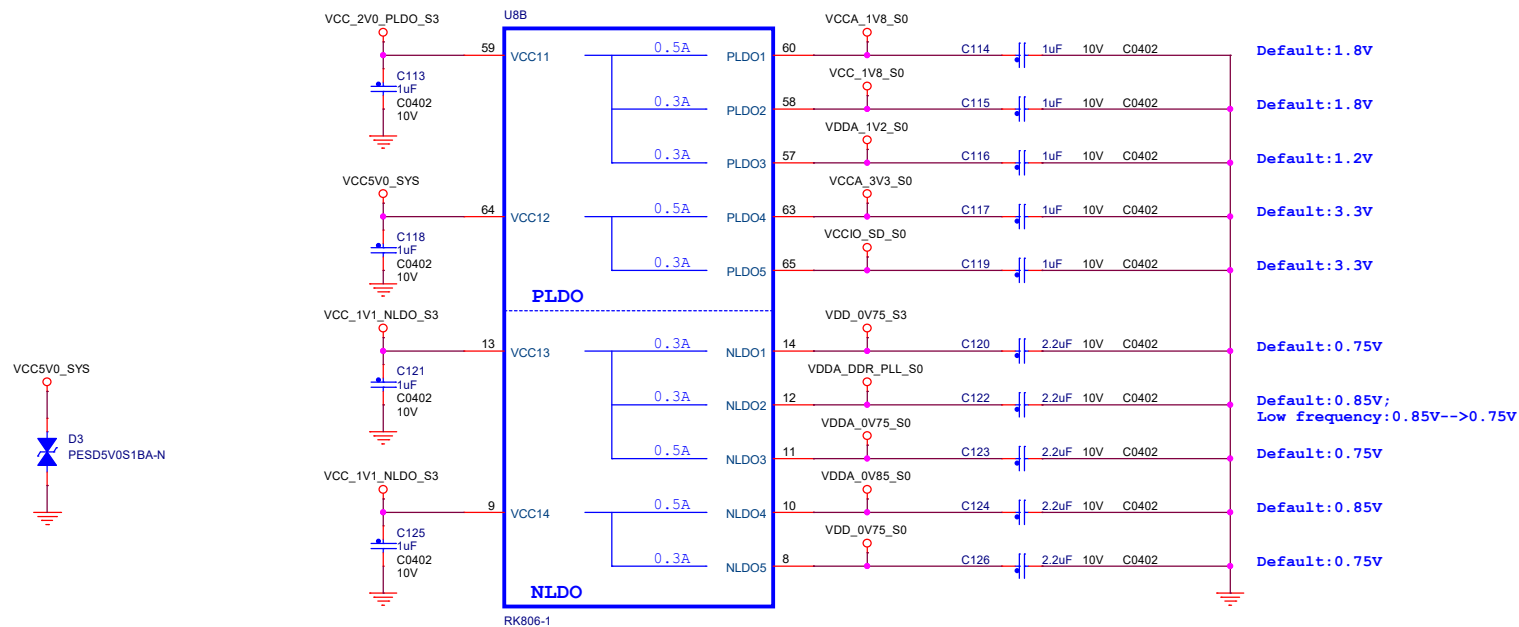 U8B
VCC_2V0_PLDO_S3
59
VCC11
C113
1uF
C0402
10V
0.5A
PLDO1
60
VCCA_1V8_S0
C114
1uF
10V
C0402
Default:1.8V
0.3A
PLDO2
58
VCC_1V8_S0
C115
1uF
10V
C0402
Default:1.8V
0.3A
PLDO3
57
VDDA_1V2_S0
C116
1uF
10V
C0402
Default:1.2V
VCC5V0_SYS
64
VCC12
C118
1uF
C0402
10V
0.5A
PLDO4
63
VCCA_3V3_S0
C117
1uF
10V
C0402
Default:3.3V
0.3A
PLDO5
65
VCCIO_SD_S0
C119
1uF
10V
C0402
Default:3.3V
PLDO
VCC_1V1_NLDO_S3
13
VCC13
C121
1uF
C0402
10V
0.3A
NLDO1
14
VDD_0V75_S3
C120
2.2uF
10V
C0402
Default:0.75V
0.3A
NLDO2
12
VDDA_DDR_PLL_S0
C122
2.2uF
10V
C0402
Default:0.85V;
Low frequency:0.85V-->0.75V
0.5A
NLDO3
11
VDDA_0V75_S0
C123
2.2uF
10V
C0402
Default:0.75V
VCC5V0_SYS
D3
PESD5V0S1BA-N
VCC_1V1_NLDO_S3
9
VCC14
C125
1uF
C0402
10V
0.5A
NLDO4
10
VDDA_0V85_S0
C124
2.2uF
10V
C0402
Default:0.85V
0.3A
NLDO5
8
VDD_0V75_S0
C126
2.2uF
10V
C0402
Default:0.75V
NLDO
RK806-1